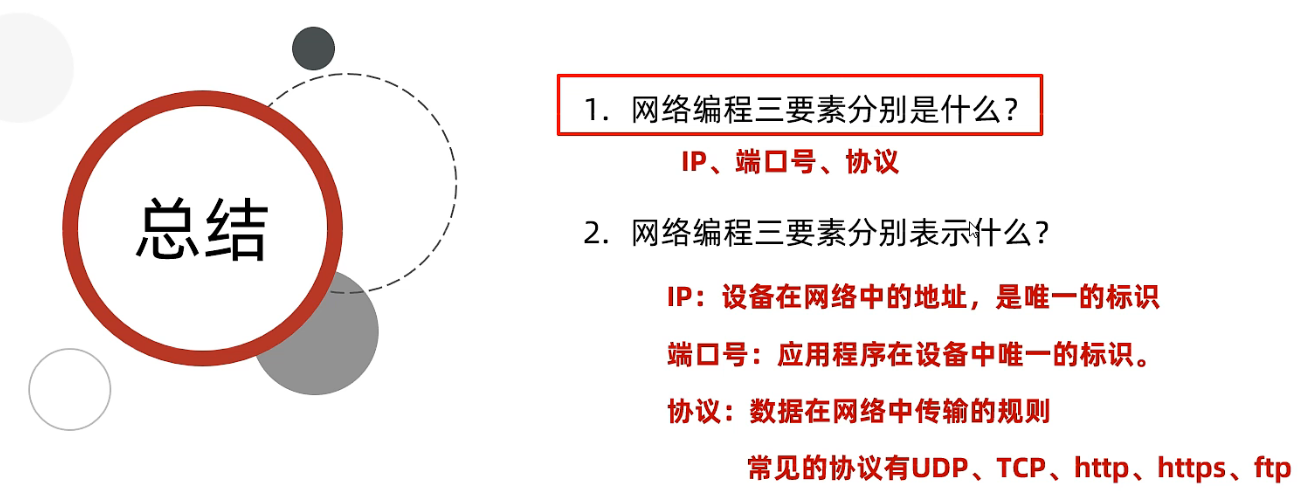 总结
1. 网络编程三要素分别是什么?
IP、端口号、协议
2. 网络编程三要素分别表示什么?
IP:设备在网络中的地址,是唯一的标识
端口号:应用程序在设备中唯一的标识。
协议:数据在网络中传输的规则
常见的协议有UDP、TCP、http、https、ftp